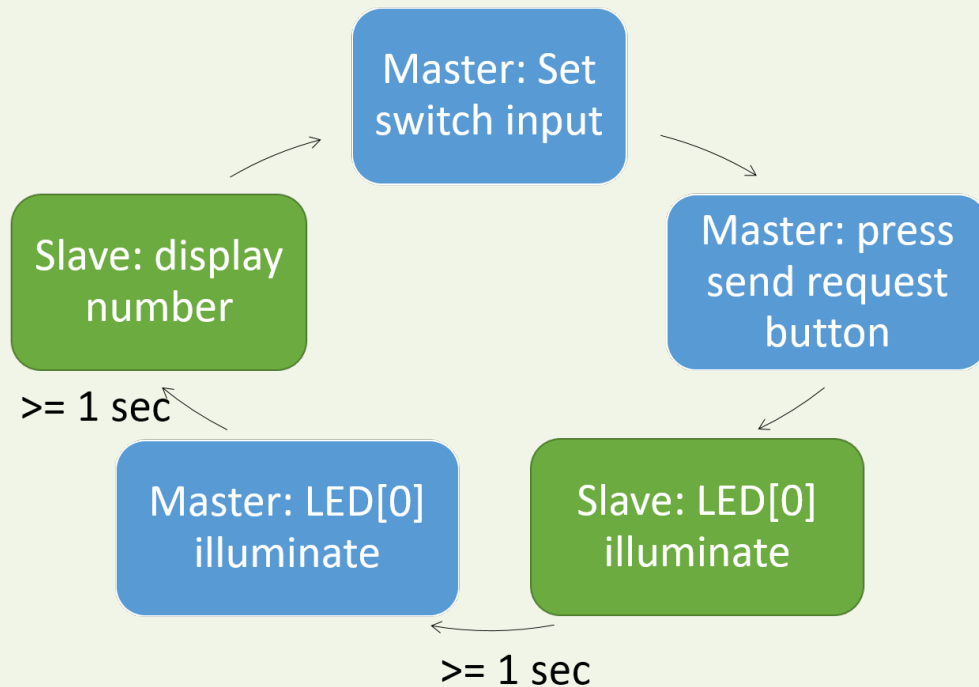 Master: Set
switch input
Master: press
send request
button
Slave: LED[0]
illuminate
>= 1 sec
Master: LED[0]
illuminate
>= 1 sec
Slave: display
number